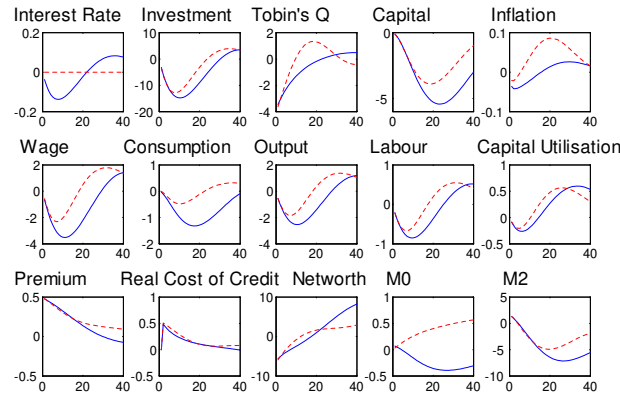 Interest Rate Investment Tobin's Q Capital Inflation
0.2 20 2 0 0.1
10 0
0 0 0
-10 -2 -5
-0.2 -20 -4 -0.1
0 20 40 0 20 40 0 20 40 0 20 40 0 20 40
Wage Consumption Output Labour Capital Utilisation
2 2 2 1 1
0 0.5
0 0 0 0
-2 -2 -0.5
-4 -4 -4 -1 -1
0 20 40 0 20 40 0 20 40 0 20 40 0 20 40
Premium Real Cost of Credit Networth M0 M2
0.5 1 10 1 5
0.5 0.5 0
0 0
0 0 -5
-0.5 -0.5 -10 -0.5 -10
0 20 40 0 20 40 0 20 40 0 20 40 0 20 40